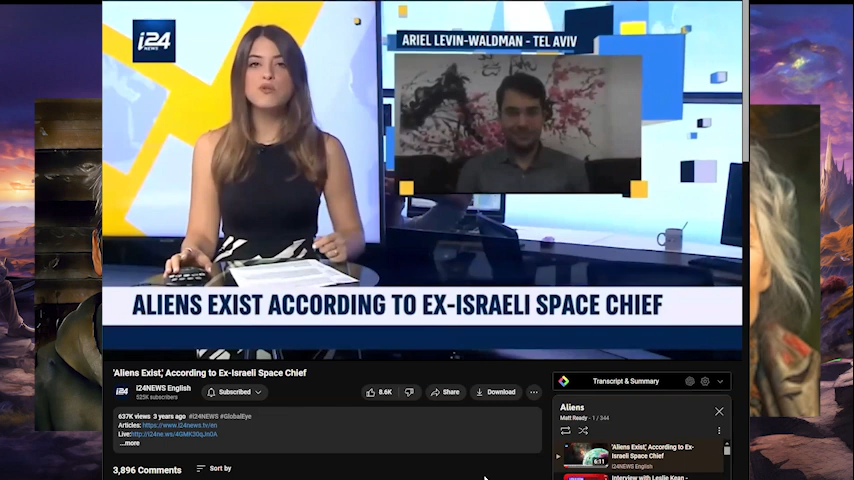 i24
NEWS
ARIEL LEVIN-WALDMAN - TEL AVIV
ALIENS EXIST ACCORDING TO EX-ISRAELI SPACE CHIEF
'Aliens Exist,' According to Ex-Israeli Space Chief
i24NEWS English
525K subscribers
Subscribed
8.6K
Share
Download
637K views 3 years ago #i24NEWS #GlobalEye
Articles: https://www.i24news.tv/en
Live:http://i24ne.ws/4GMK30qJn0A
...more
3,896 Comments
Sort by
Transcript & Summary
Aliens
Matt Ready - 1 / 344
6:11
'Aliens Exist,' According to Ex-
Israeli Space Chief
i24NEWS English
Interview with Leslie Kean -